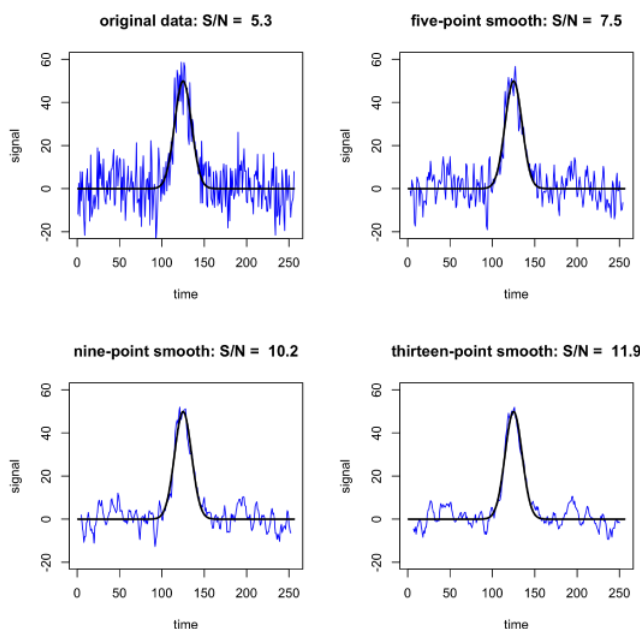 original data: S/N = 5.3
five-point smooth: S/N = 7.5
signal
60
40
20
0
-20
0 50 100 150 200 250
time
signal
60
40
20
0
-20
0 50 100 150 200 250
time
nine-point smooth: S/N = 10.2
thirteen-point smooth: S/N = 11.9
signal
60
40
20
0
-20
0 50 100 150 200 250
time
signal
60
40
20
0
-20
0 50 100 150 200 250
time